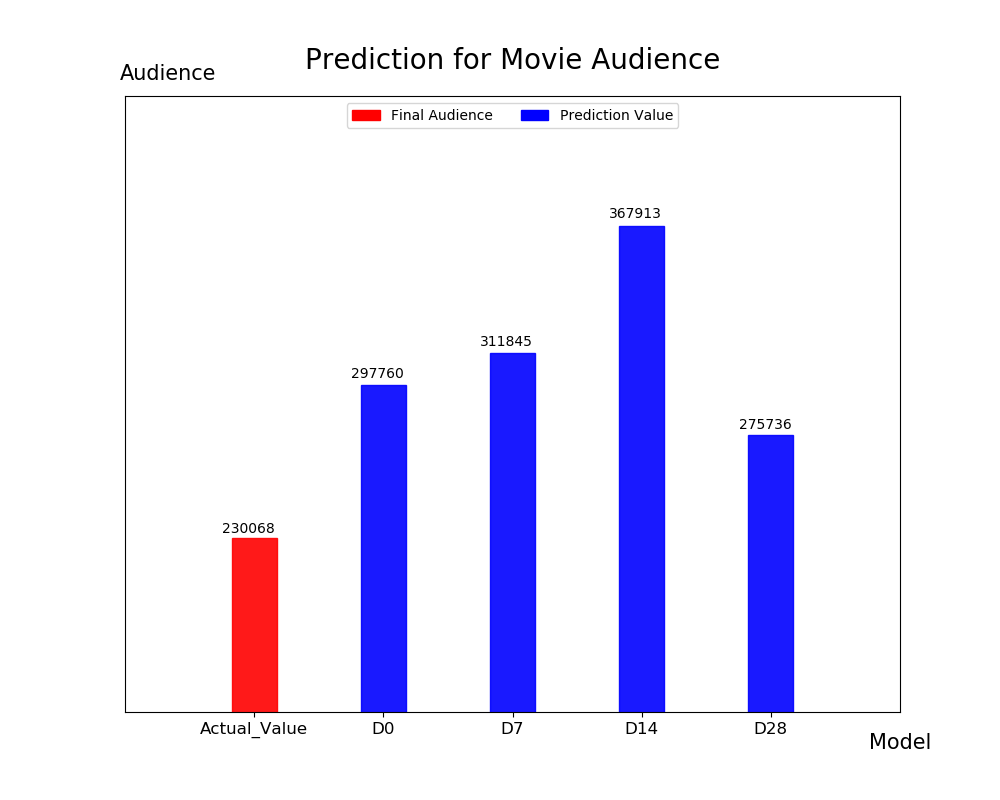 Prediction for Movie Audience
Audience
Final Audience Prediction Value
367913
311845
297760
275736
230068
Actual_Value D0 D7 D14 D28
Model